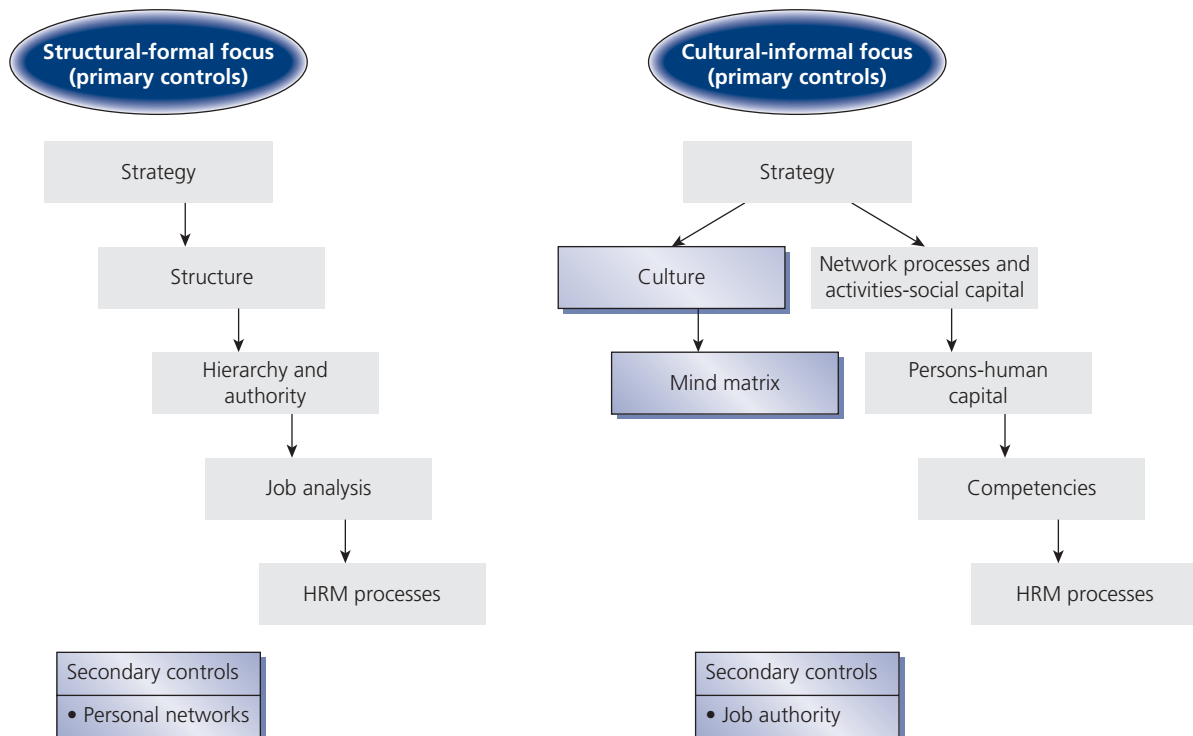 Structural-formal focus
(primary controls)
Strategy
Structure
Hierarchy and
authority
Job analysis
HRM processes
Secondary controls
• Personal networks
Cultural-informal focus
(primary controls)
Strategy
Culture
Network processes and
activities-social capital
Mind matrix
Persons-human
capital
Competencies
HRM processes
Secondary controls
• Job authority